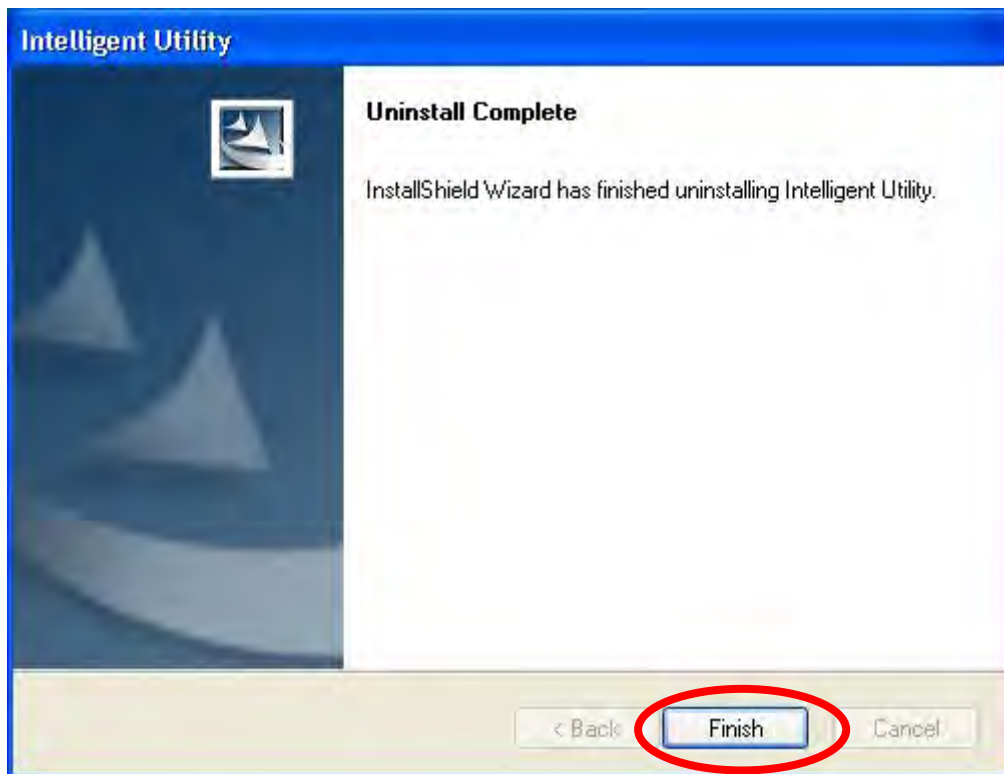 Intelligent Utility
Uninstall Complete
InstallShield Wizard has finished uninstalling Intelligent Utility.
< Back
Finish
Cancel